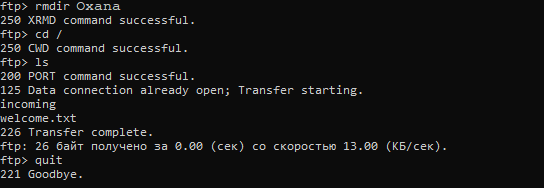 ftp> rmdir Oxana
250 XRMD command successful.
ftp> cd /
250 CWD command successful.
ftp> ls
200 PORT command successful.
125 Data connection already open; Transfer starting.
incoming
welcome.txt
226 Transfer complete.
ftp: 26 байт получено за 0.00 (сек) со скоростью 13.00 (КБ/сек).
ftp> quit
221 Goodbye.